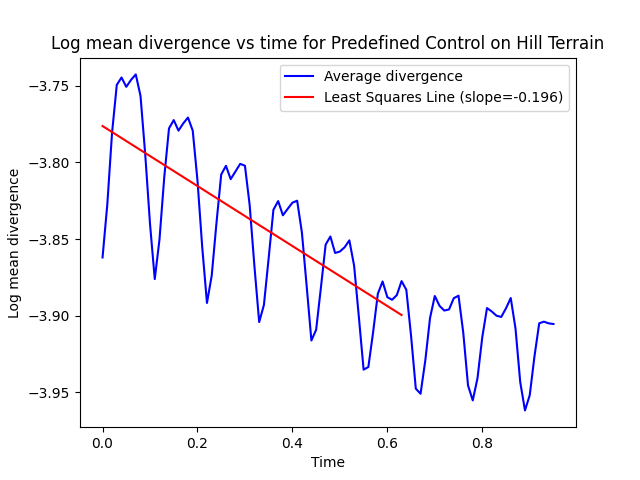 Log mean divergence vs time for Predefined Control on Hill Terrain
Average divergence
Least Squares Line (slope=-0.196)
Log mean divergence
−3.75
−3.80
−3.85
−3.90
−3.95
0.0 0.2 0.4 0.6 0.8
Time